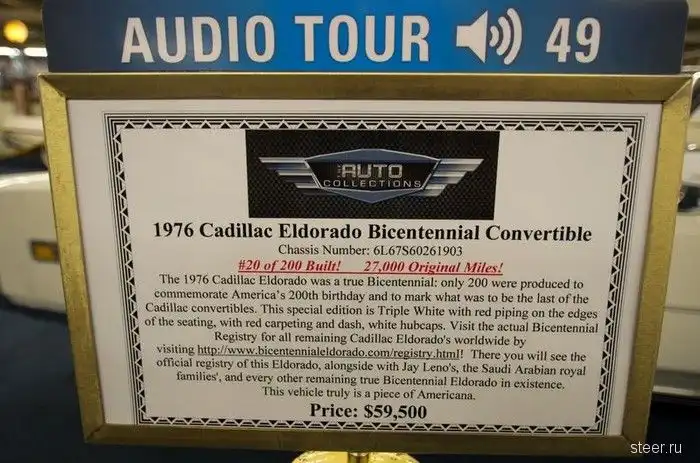 AUDIO TOUR 49
THE AUTO
COLLECTIONS
1976 Cadillac Eldorado Bicentennial Convertible
Chassis Number: 6L67S60261903
#20 of 200 Built! 27,000 Original Miles!
The 1976 Cadillac Eldorado was a true Bicentennial: only 200 were produced to
commemorate America's 200th birthday and to mark what was to be the last of the
Cadillac convertibles. This special edition is Triple White with red piping on the edges
of the seating, with red carpeting and dash, white hubcaps. Visit the actual Bicentennial
Registry for all remaining Cadillac Eldorado's worldwide by
visiting http://www.bicentennialeldorado.com/registry.html! There you will see the
official registry of this Eldorado, alongside with Jay Leno's, the Saudi Arabian royal
families', and every other remaining true Bicentennial Eldorado in existence.
This vehicle truly is a piece of Americana.
Price: $59,500
steer.ru